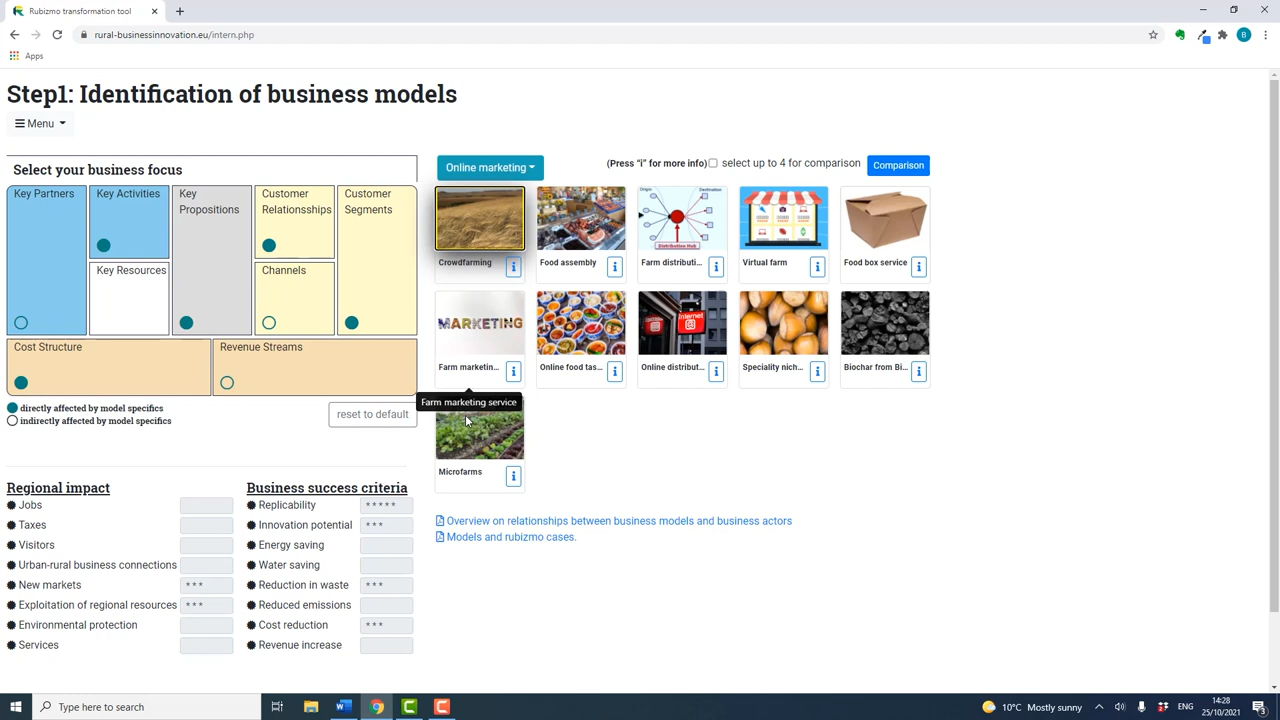 Rubizmo transformation tool
rural-businessinnovation.eu/intern.php
B
Apps
Step1: Identification of business models
Menu
Select your business focus
Key Partners
Key Activities
Key Propositions
Customer Relationsships
Customer Segments
Key Resources
Channels
Cost Structure
Revenue Streams
directly affected by model specifics
indirectly affected by model specifics
reset to default
Online marketing
(Press "i" for more info) select up to 4 for comparison
Comparison
Origin
Destination
Distribution Hub
Crowdfarming
i
Food assembly
i
Farm distributi...
i
Virtual farm
i
Food box service
i
MARKETING
Internet
Farm marketin...
i
Online food tas...
i
Online distribut...
i
Speciality nich...
i
Biochar from Bi...
i
Farm marketing service
Microfarms
i
Overview on relationships between business models and business actors
Models and rubizmo cases.
Regional impact
Jobs
Taxes
Visitors
Urban-rural business connections
New markets ***
Exploitation of regional resources ***
Environmental protection
Services
Business success criteria
Replicability *****
Innovation potential ***
Energy saving
Water saving
Reduction in waste ***
Reduced emissions
Cost reduction ***
Revenue increase
Type here to search
10°C Mostly sunny
ENG
14:28
25/10/2021
3